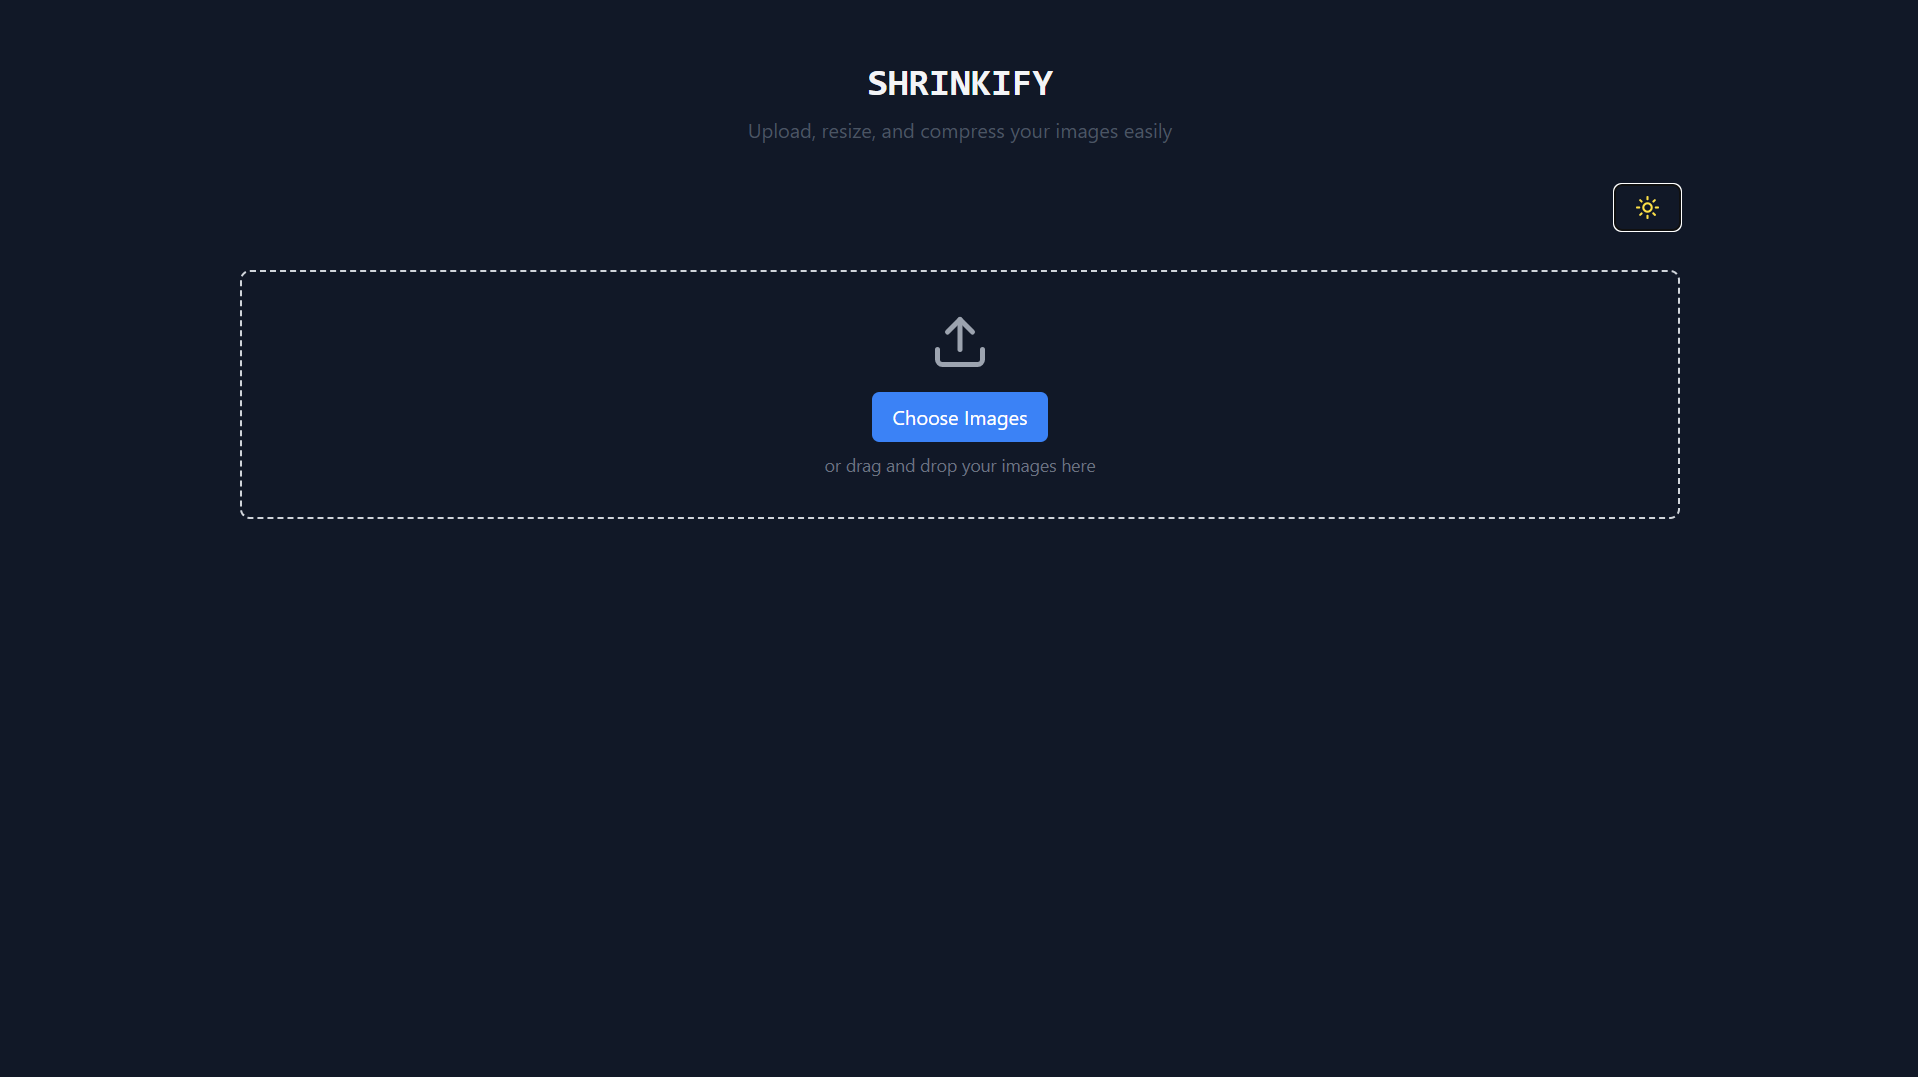 SHRINKIFY
Upload, resize, and compress your images easily
Choose Images
or drag and drop your images here